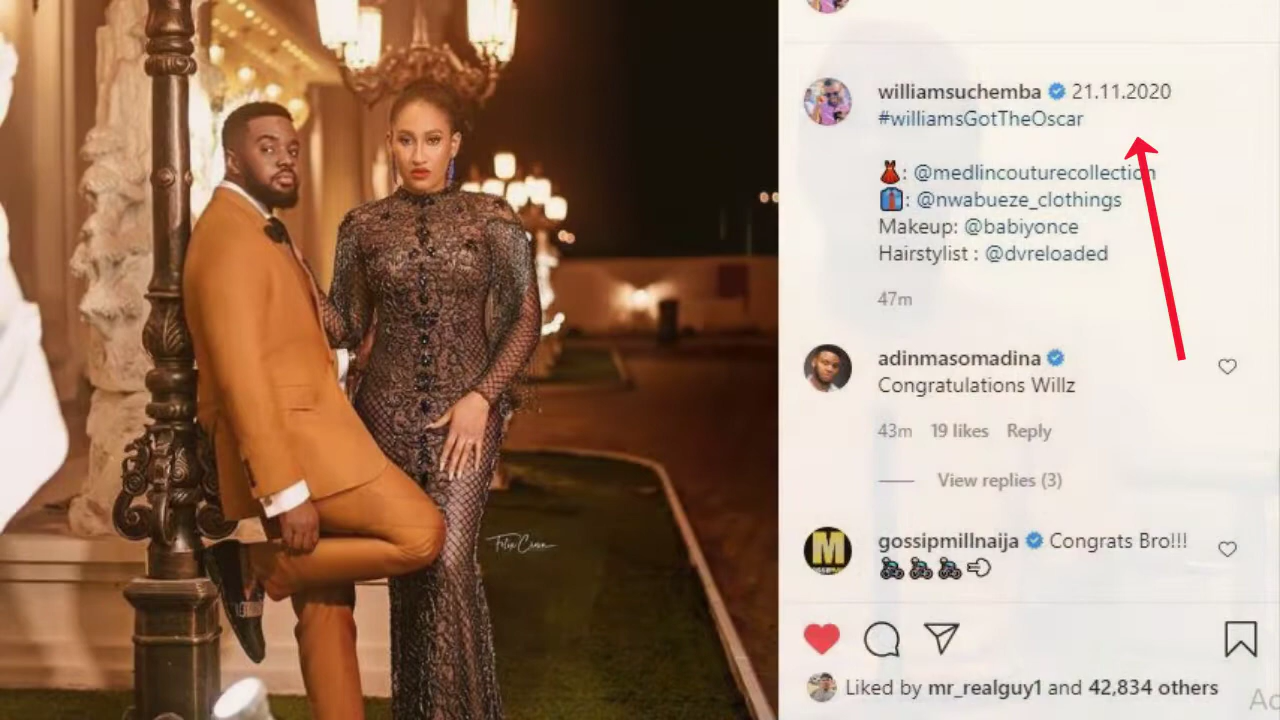 williamsuchemba 21.11.2020
#williamsGotTheOscar
: @medlincouturecollection
: @nwabueze_clothings
Makeup: @babiyonce
Hairstylist : @dvreloaded
47m
adinmasomadina
Congratulations Willz
43m 19 likes Reply
View replies (3)
gossipmillnaija Congrats Bro!!!
M
Liked by mr_realguy1 and 42,834 others